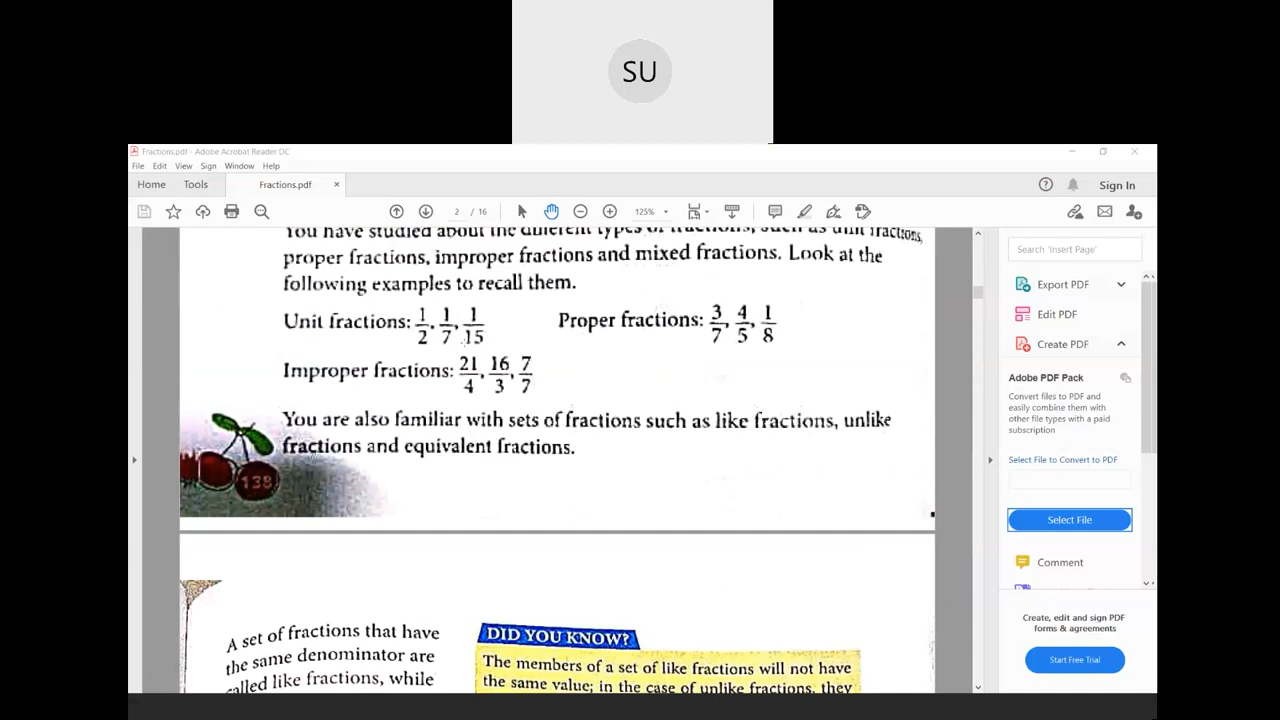 SU
Fractions.pdf - Adobe Acrobat Reader DC
File Edit View Sign Window Help
Home Tools Fractions.pdf × Sign In
2 / 16 125%
You have studied about the different types of fractions, such as unit fractions,
proper fractions, improper fractions and mixed fractions. Look at the
following examples to recall them.
Unit fractions: 1/2, 1/7, 1/15 Proper fractions: 3/7, 4/5, 1/8
Improper fractions: 21/4, 16/3, 7/7
You are also familiar with sets of fractions such as like fractions, unlike
fractions and equivalent fractions.
138
A set of fractions that have
the same denominator are
called like fractions, while
DID YOU KNOW?
The members of a set of like fractions will not have
the same value; in the case of unlike fractions, they
Search 'Insert Page'
Export PDF
Edit PDF
Create PDF
Adobe PDF Pack
Convert files to PDF and
easily combine them with
other file types with a paid
subscription
Select File to Convert to PDF
Select File
Comment
Create, edit and sign PDF
forms & agreements
Start Free Trial